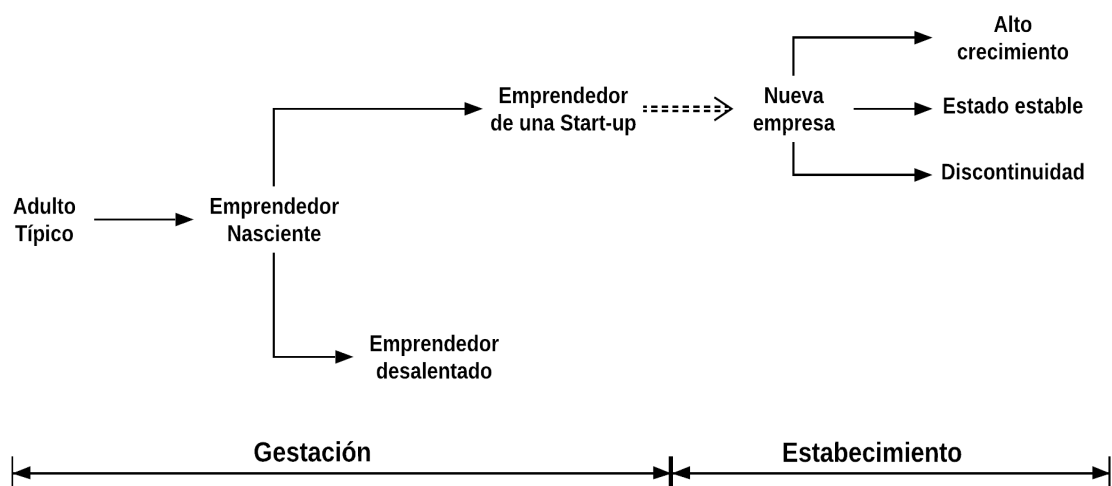 Alto
crecimiento
Emprendedor
de una Start-up
Nueva
empresa
Estado estable
Discontinuidad
Adulto
Típico
Emprendedor
Nasciente
Emprendedor
desalentado
Gestación
Estabecimiento